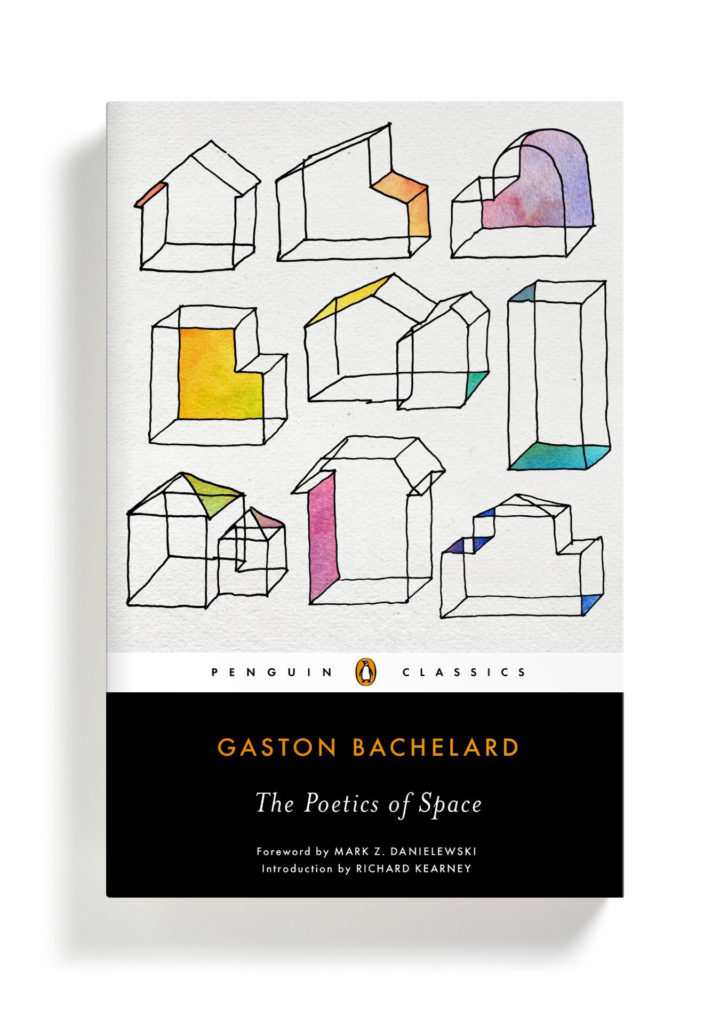 PENGUIN CLASSICS
GASTON BACHELARD
The Poetics of Space
Foreword by MARK Z. DANIELEWSKI
Introduction by RICHARD KEARNEY